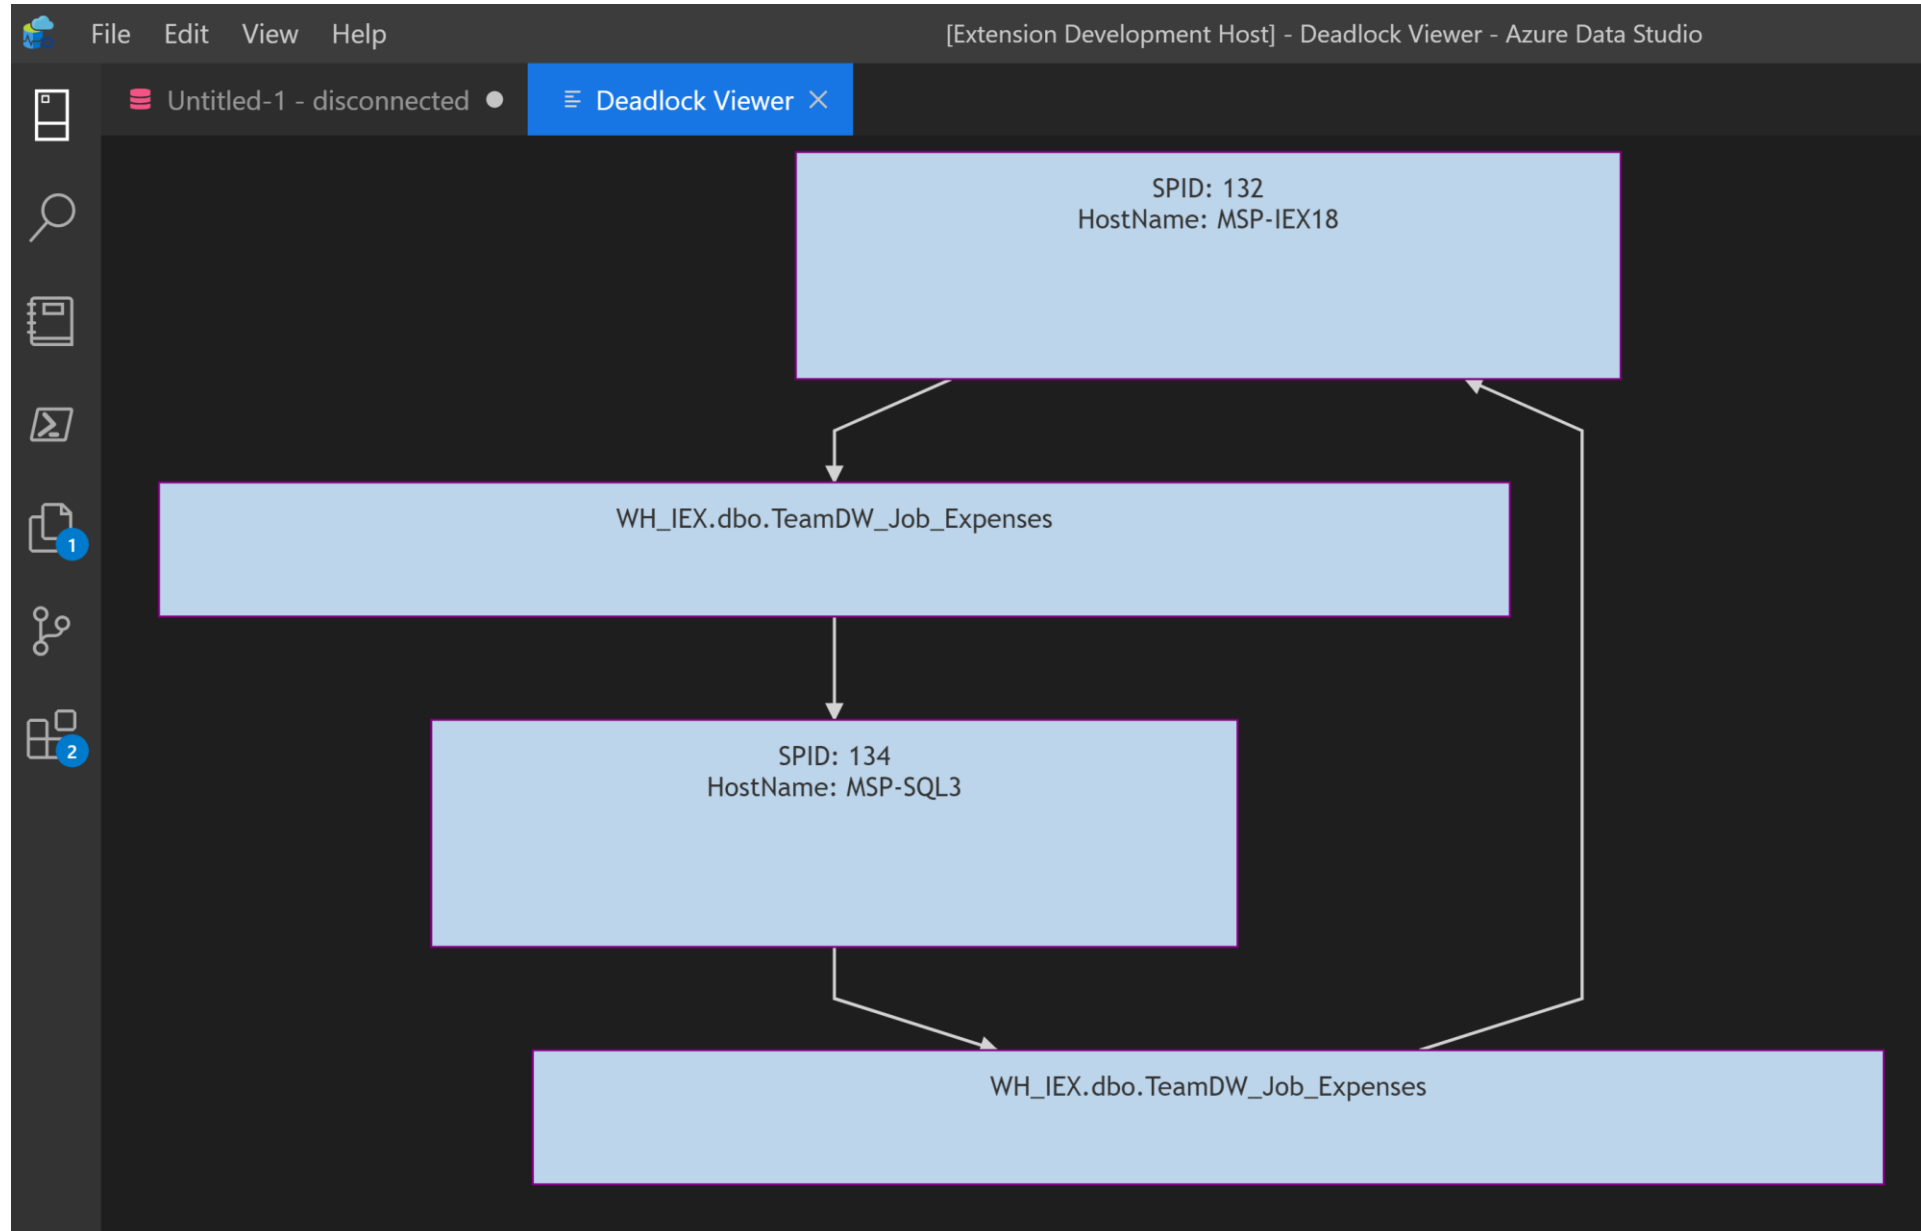 File Edit View Help
[Extension Development Host] - Deadlock Viewer - Azure Data Studio
Untitled-1 - disconnected
Deadlock Viewer
SPID: 132
HostName: MSP-IEX18
WH_IEX.dbo.TeamDW_Job_Expenses
1
SPID: 134
HostName: MSP-SQL3
2
WH_IEX.dbo.TeamDW_Job_Expenses